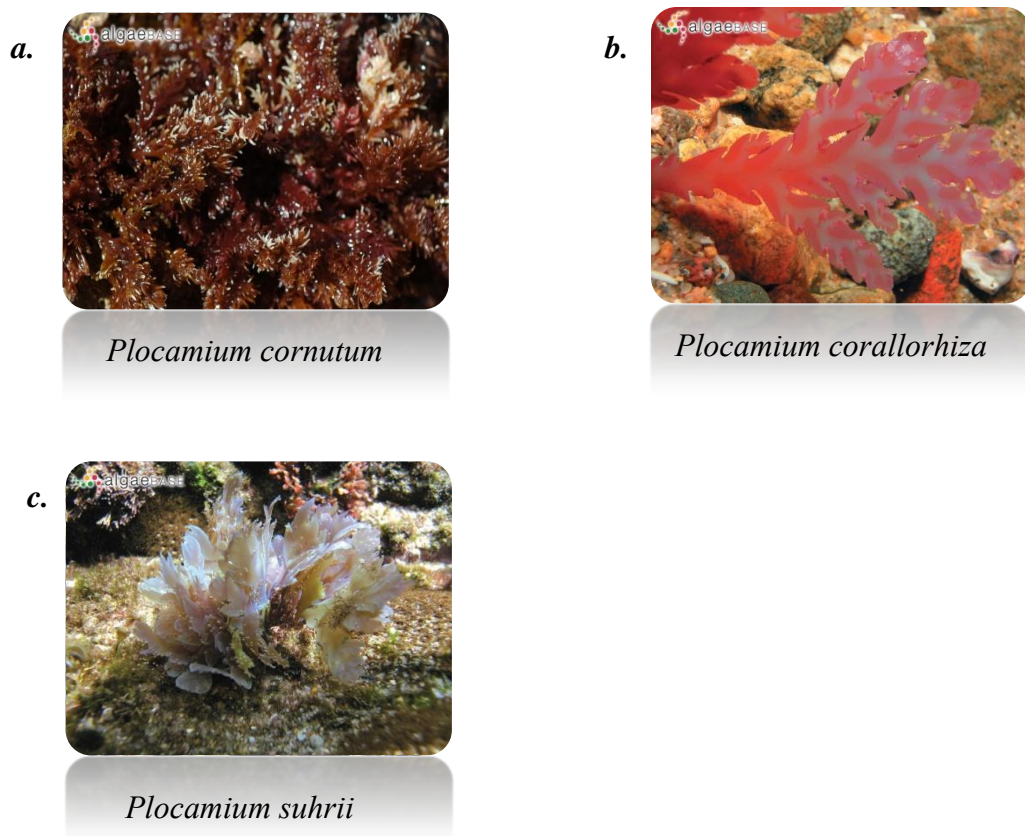 a.
algaeBASE
Plocamium cornutum
b.
algaeBASE
Plocamium corallorhiza
c.
algaeBASE
Plocamium suhrii